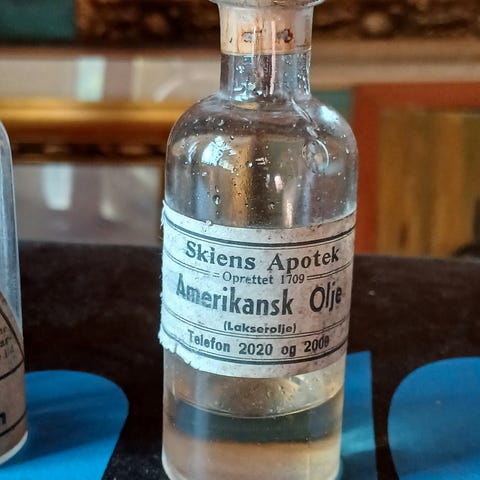 Skiens Apotek
Oprettet 1709
Amerikansk Olje
(Lakserolje)
Telefon 2020 og 2009